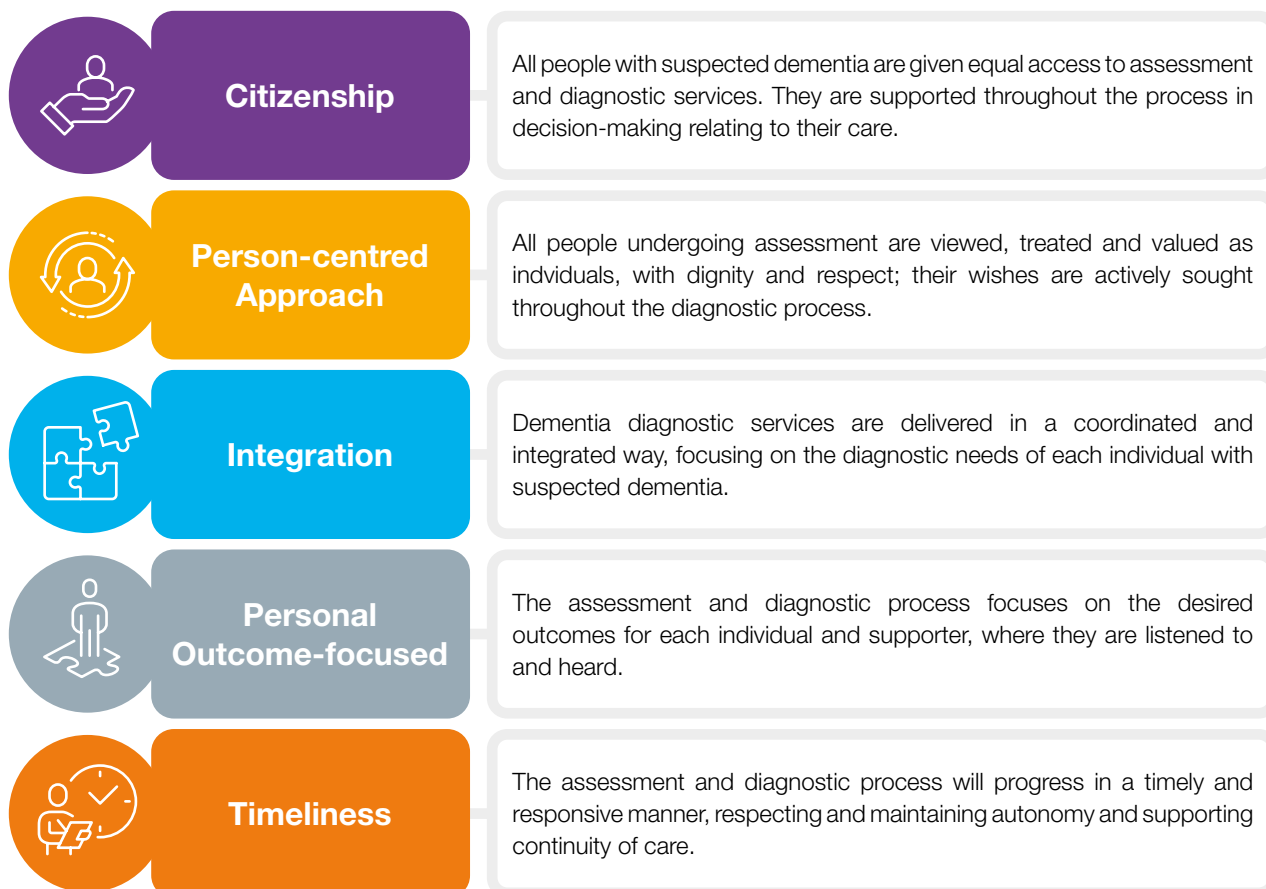 Citizenship
All people with suspected dementia are given equal access to assessment
and diagnostic services. They are supported throughout the process in
decision-making relating to their care.
Person-centred
Approach
All people undergoing assessment are viewed, treated and valued as
indviduals, with dignity and respect; their wishes are actively sought
throughout the diagnostic process.
Integration
Dementia diagnostic services are delivered in a coordinated and
integrated way, focusing on the diagnostic needs of each individual with
suspected dementia.
Personal
Outcome-focused
The assessment and diagnostic process focuses on the desired
outcomes for each individual and supporter, where they are listened to
and heard.
Timeliness
The assessment and diagnostic process will progress in a timely and
responsive manner, respecting and maintaining autonomy and supporting
continuity of care.